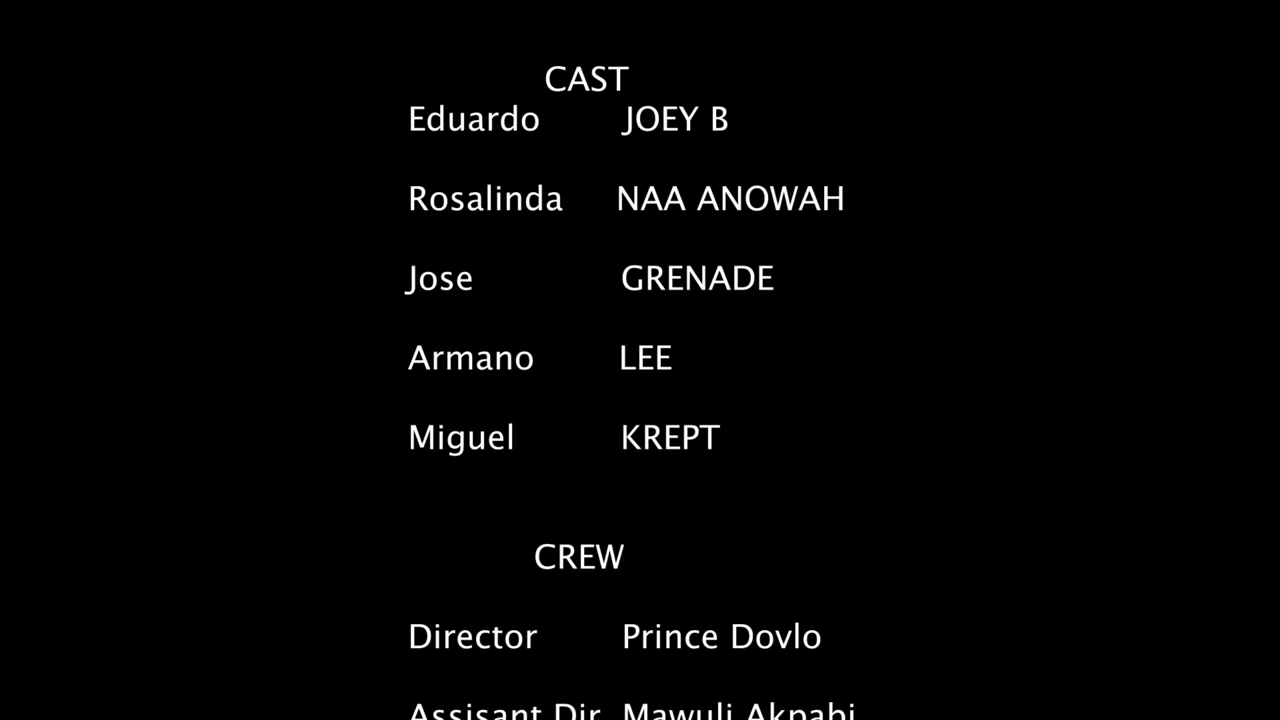 CAST
Eduardo JOEY B
Rosalinda NAA ANOWAH
Jose GRENADE
Armano LEE
Miguel KREPT
CREW
Director Prince Dovlo
Assisant Dir Mawuli Akpabi